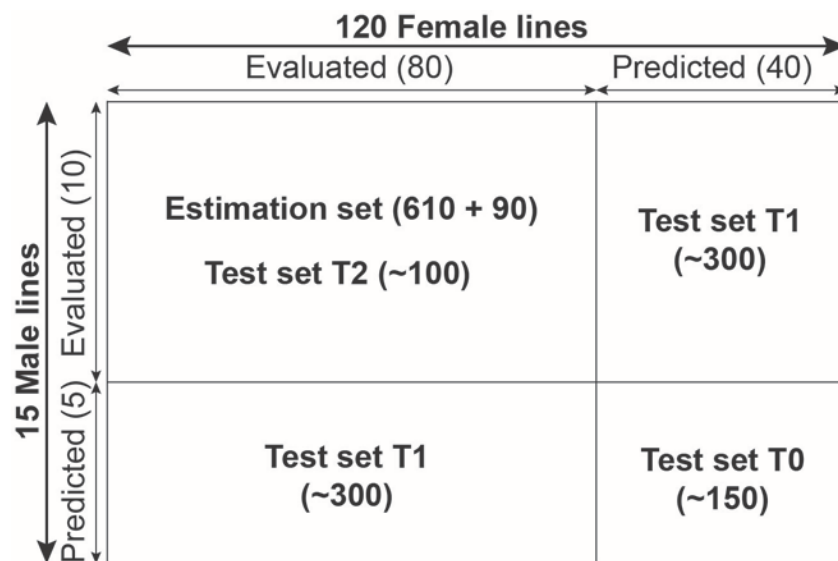 120 Female lines
Evaluated (80)
Predicted (40)
15 Male lines
Evaluated (10)
Predicted (5)
Estimation set (610 + 90)
Test set T2 (~100)
Test set T1
(~300)
Test set T1
(~300)
Test set T0
(~150)